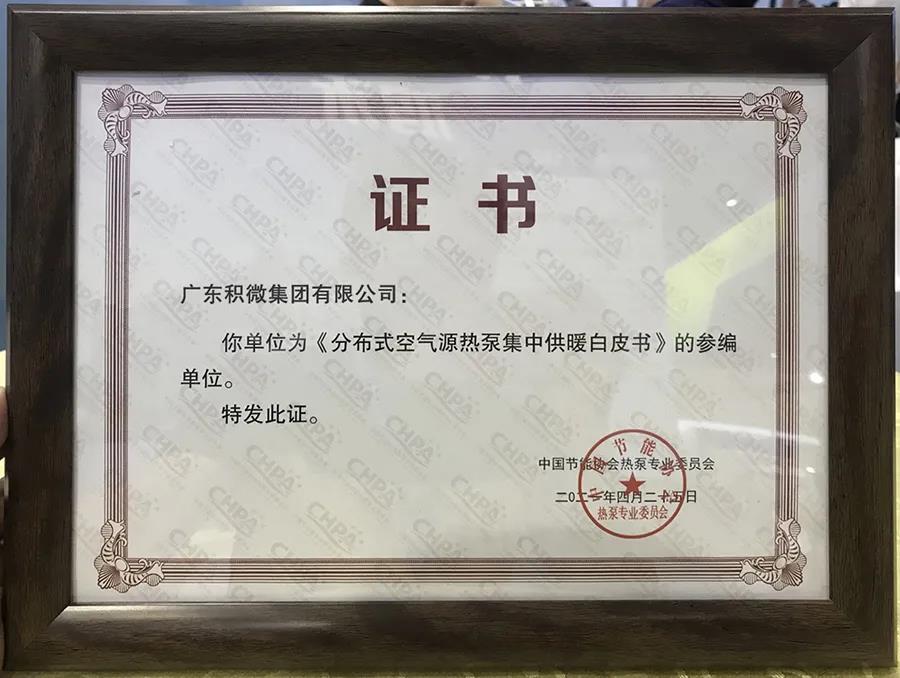 证书
广东积微集团有限公司：
你单位为《分布式空气源热泵集中供暖白皮书》的参编
单位。
特发此证。
中国节能协会热泵专业委员会
四月二十五日
热泵专业委员会
CHPA